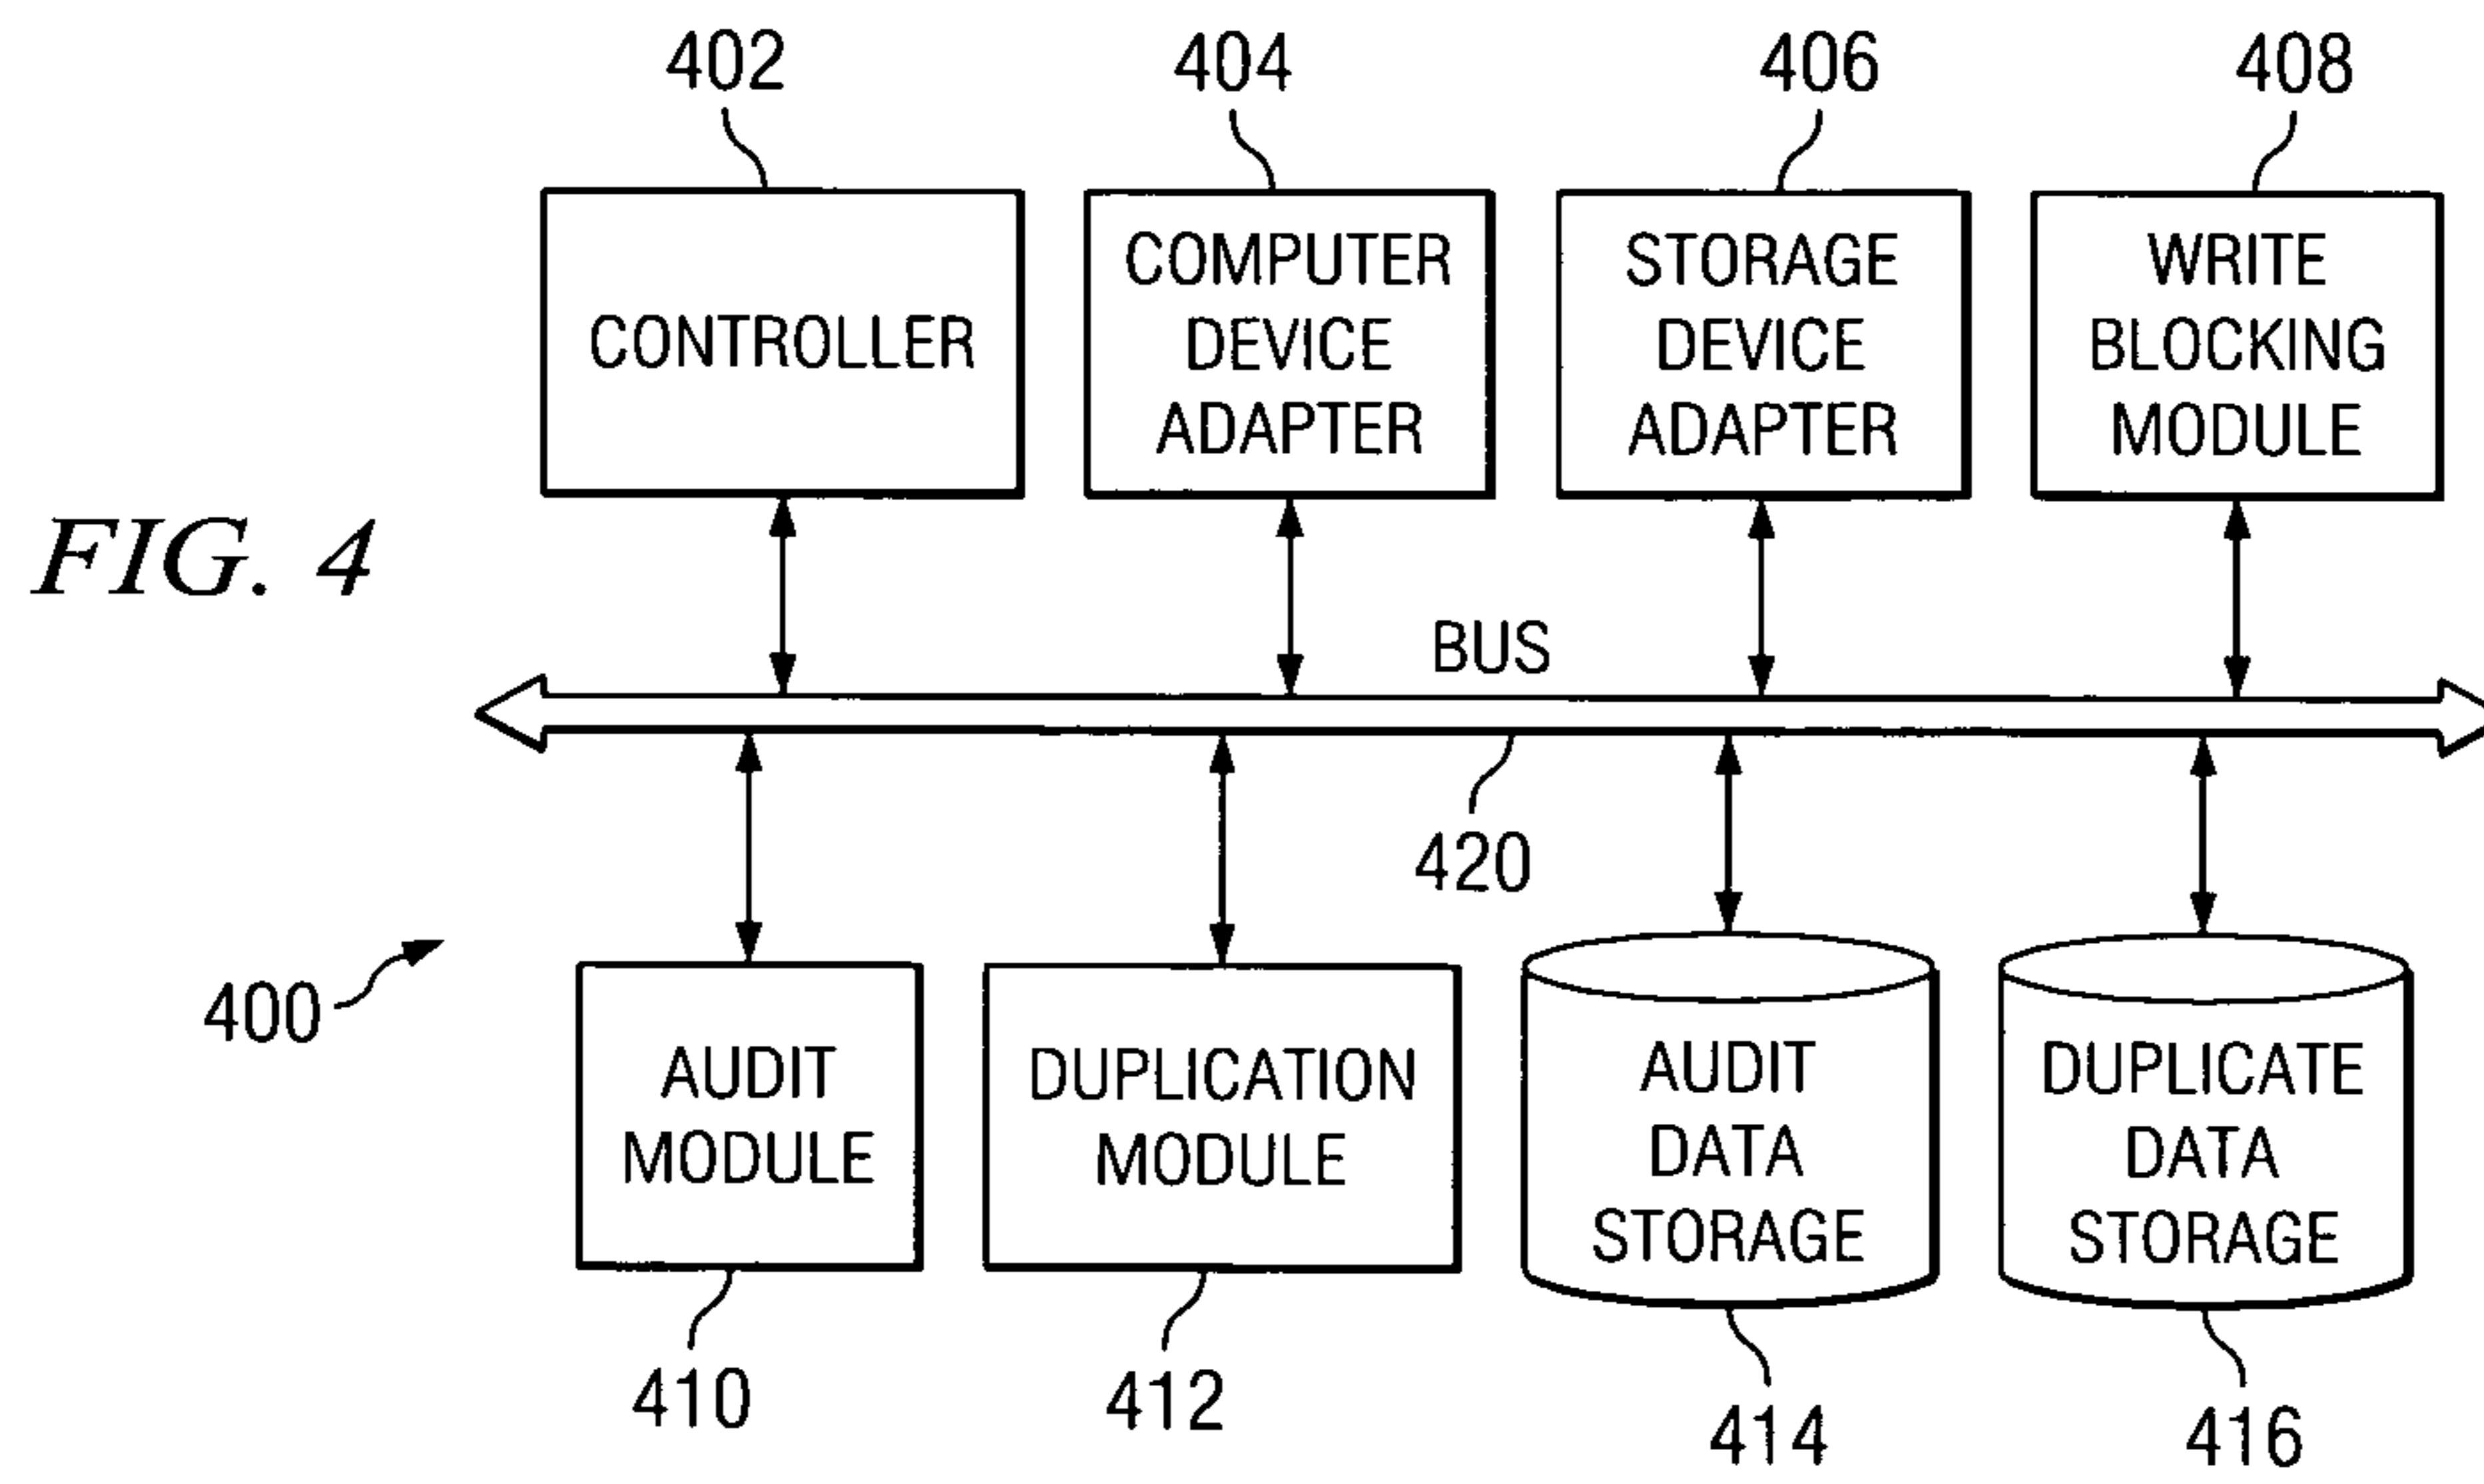 402
404
406
408
CONTROLLER
COMPUTER
DEVICE
ADAPTER
STORAGE
DEVICE
ADAPTER
WRITE
BLOCKING
MODULE
FIG. 4
BUS
420
400
AUDIT
MODULE
DUPLICATION
MODULE
AUDIT
DATA
STORAGE
DUPLICATE
DATA
STORAGE
410
412
414
416